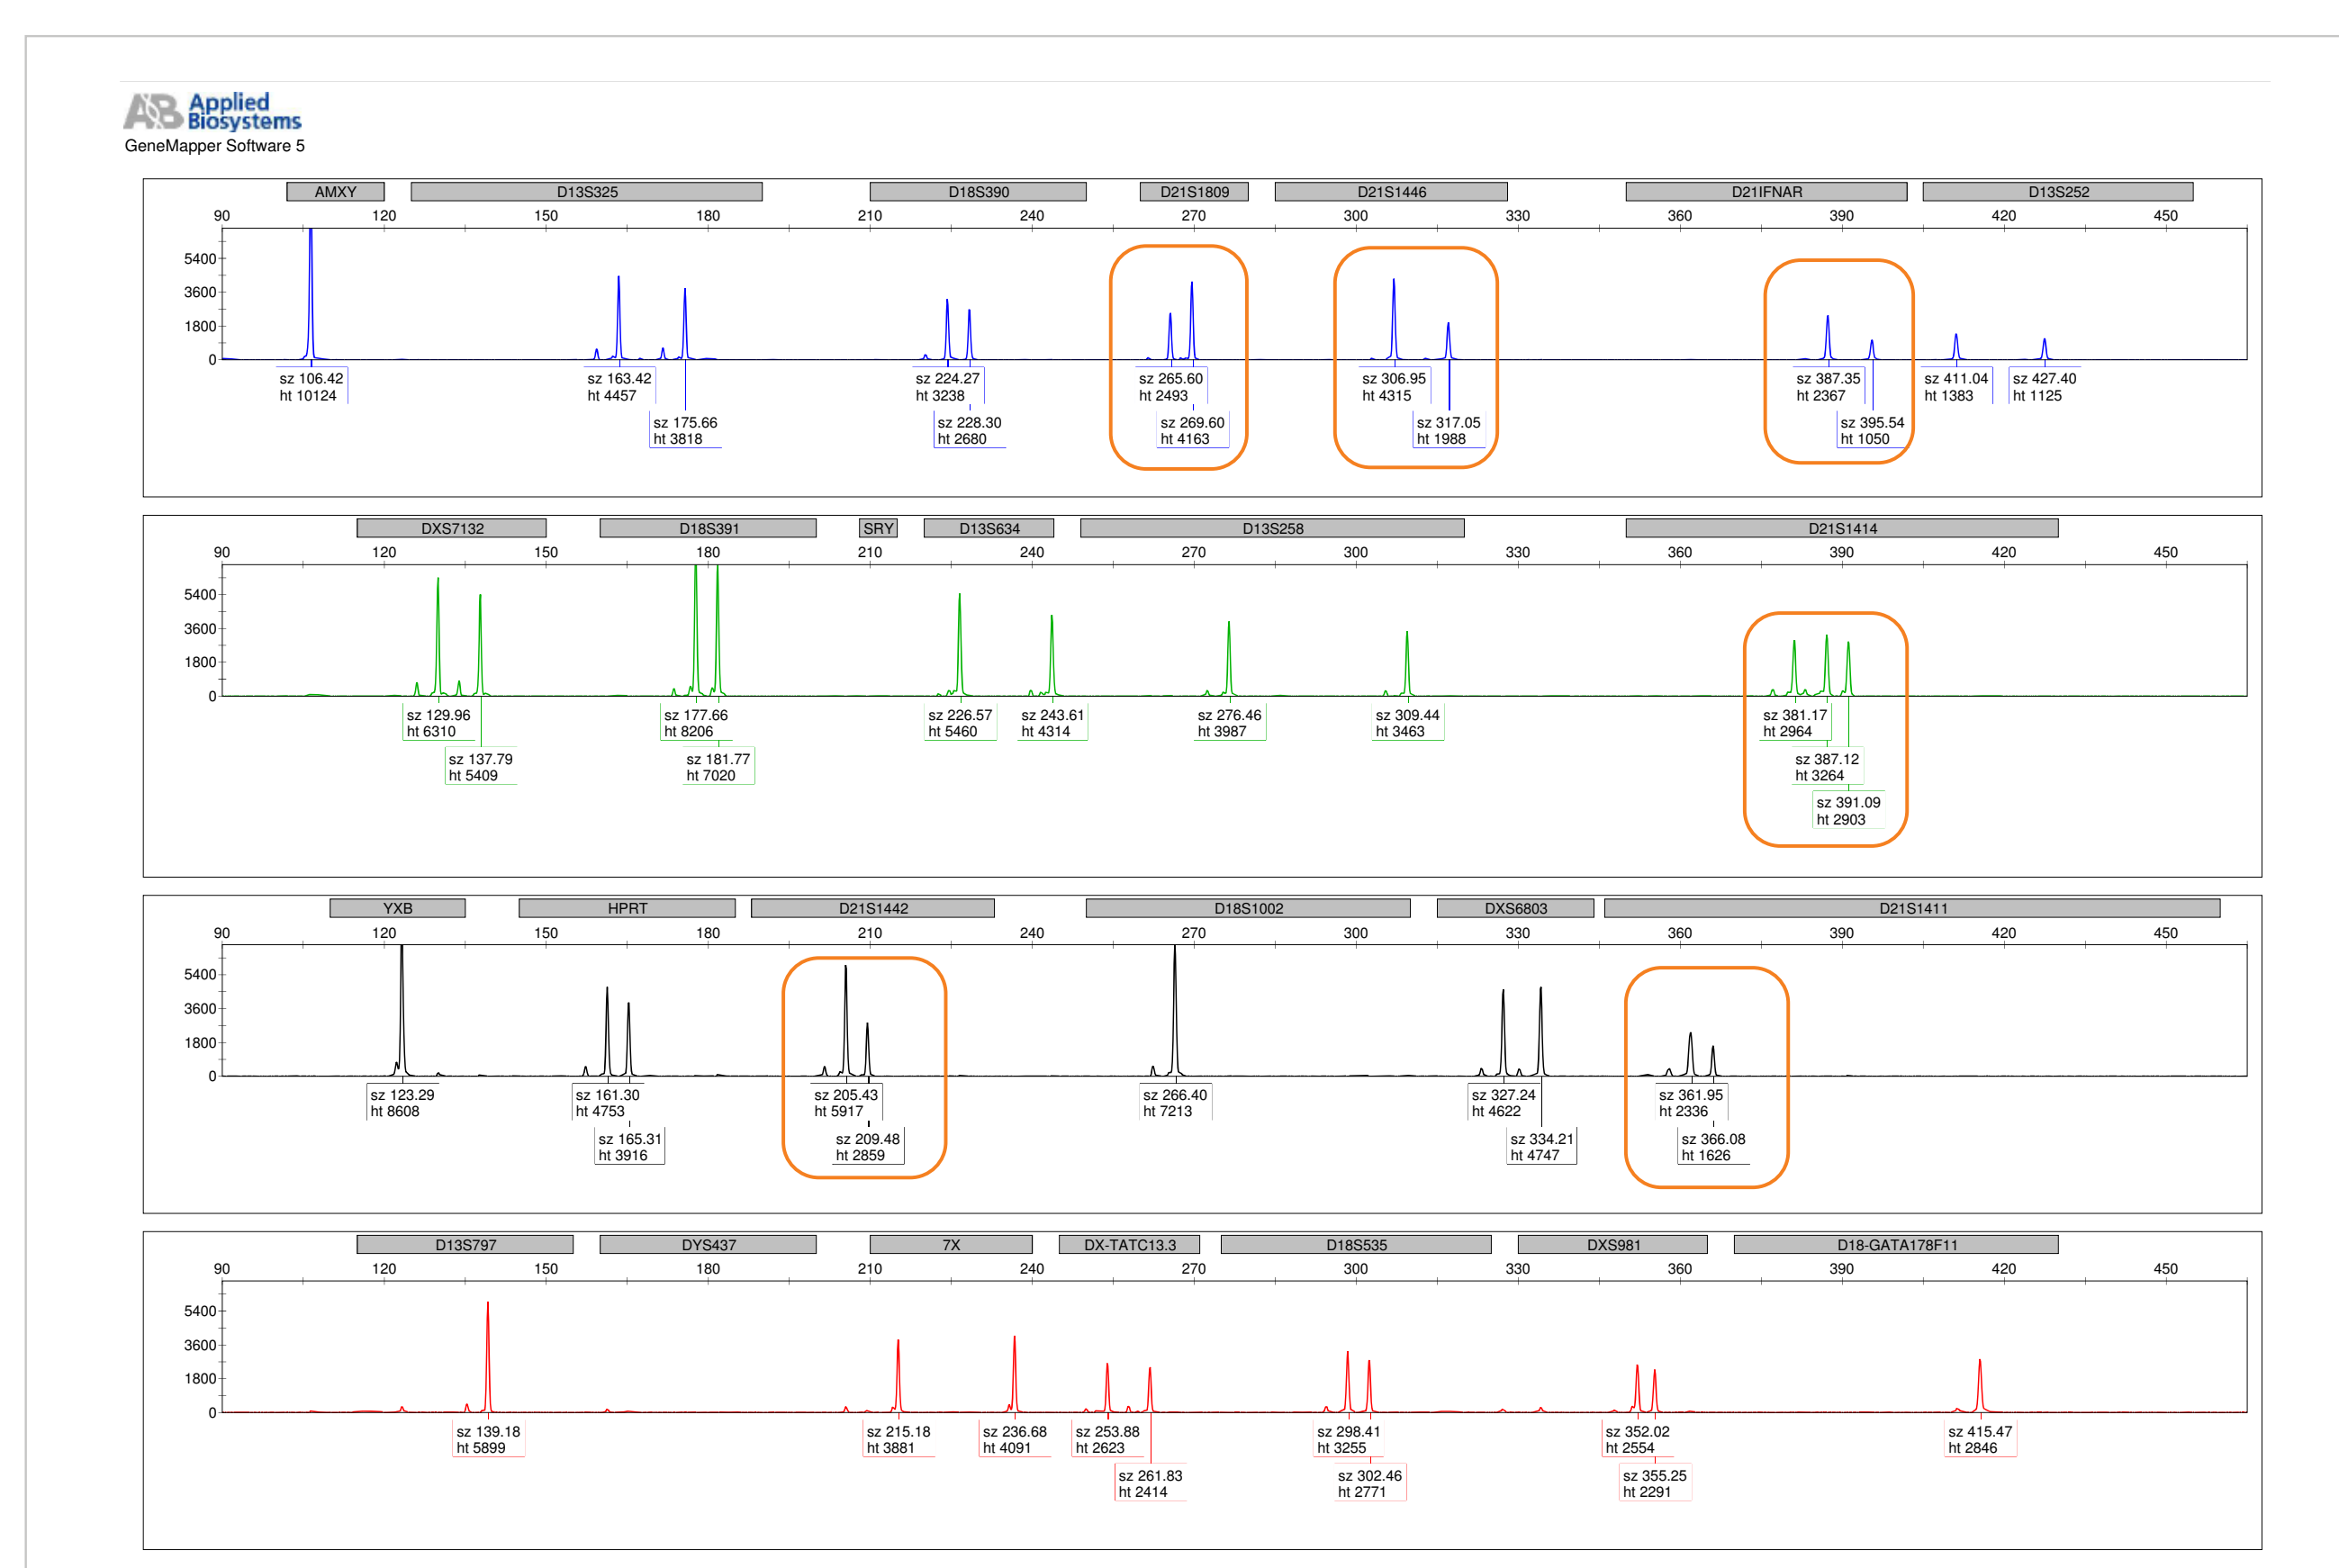 AB Applied
Biosystems
GeneMapper Software 5
AMXY D13S325 D18S390 D21S1809 D21S1446 D21IFNAR D13S252
90 120 150 180 210 240 270 300 330 360 390 420 450
5400
3600
1800
0
sz 106.42 sz 163.42 sz 224.27 sz 265.60 sz 306.95 sz 387.35 sz 411.04 sz 427.40
ht 10124 ht 4457 ht 3238 ht 2493 ht 4315 ht 2367 ht 1383 ht 1125
sz 175.66 sz 228.30 sz 269.60 sz 317.05 sz 395.54
ht 3818 ht 2680 ht 4163 ht 1988 ht 1050
DXS7132 D18S391 SRY D13S634 D13S258 D21S1414
90 120 150 180 210 240 270 300 330 360 390 420 450
5400
3600
1800
0
sz 129.96 sz 177.66 sz 226.57 sz 243.61 sz 276.46 sz 309.44 sz 381.17
ht 6310 ht 8206 ht 5460 ht 4314 ht 3987 ht 3463 ht 2964
sz 137.79 sz 181.77 sz 387.12
ht 5409 ht 7020 ht 3264
sz 391.09
ht 2903
YXB HPRT D21S1442 D18S1002 DXS6803 D21S1411
90 120 150 180 210 240 270 300 330 360 390 420 450
5400
3600
1800
0
sz 123.29 sz 161.30 sz 205.43 sz 266.40 sz 327.24 sz 361.95
ht 8608 ht 4753 ht 5917 ht 7213 ht 4622 ht 2336
sz 165.31 sz 209.48 sz 334.21 sz 366.08
ht 3916 ht 2859 ht 4747 ht 1626
D13S797 DYS437 7X DX-TATC13.3 D18S535 DXS981 D18-GATA178F11
90 120 150 180 210 240 270 300 330 360 390 420 450
5400
3600
1800
0
sz 139.18 sz 215.18 sz 236.68 sz 253.88 sz 298.41 sz 352.02 sz 415.47
ht 5899 ht 3881 ht 4091 ht 2623 ht 3255 ht 2554 ht 2846
sz 261.83 sz 302.46 sz 355.25
ht 2414 ht 2771 ht 2291